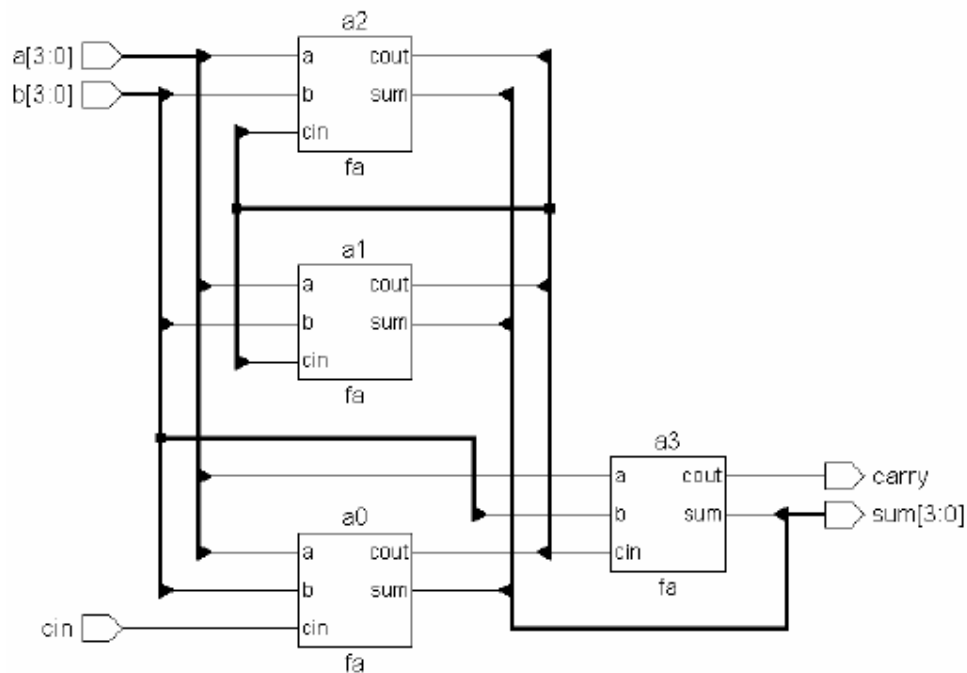 a2
a[3:0]
a cout
b[3:0]
b sum
cin
fa
a1
a cout
b sum
cin
fa
a3
a cout
carry
a0
b sum
sum[3:0]
a cout
cin
b sum
fa
cin
cin
fa